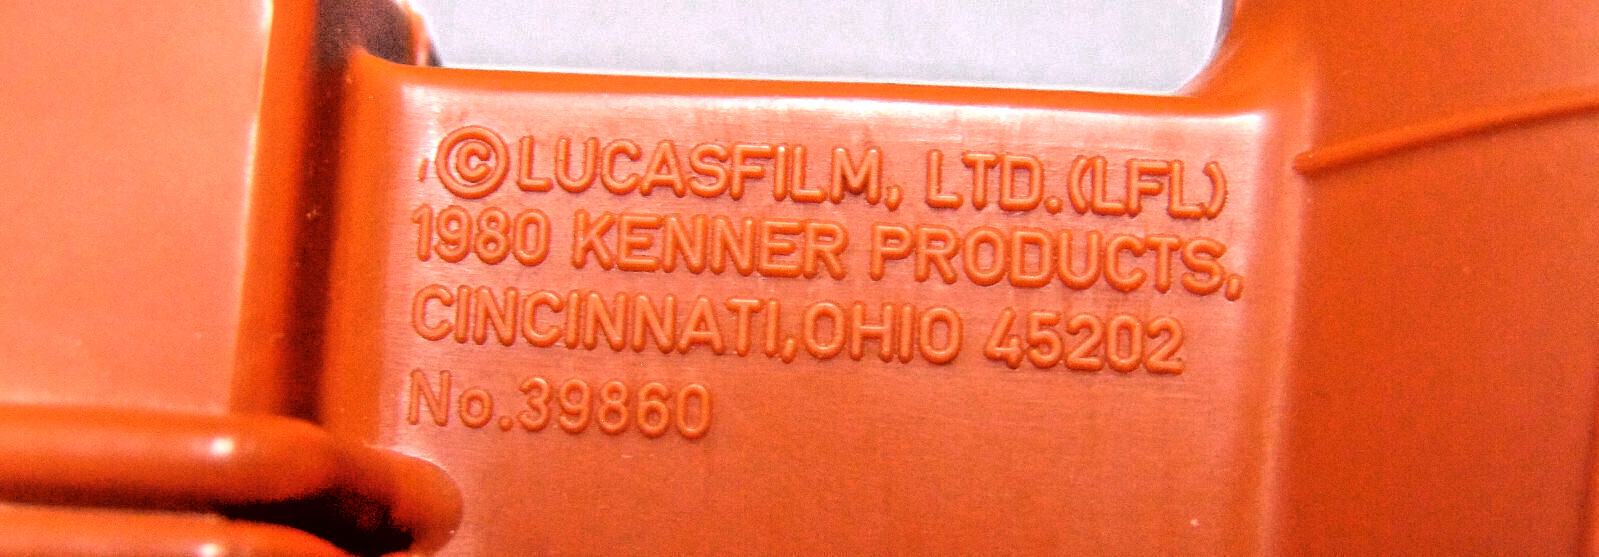 ©LUCASFILM, LTD.(LFL)
1980 KENNER PRODUCTS,
CINCINNATI,OHIO 45202
No.39860